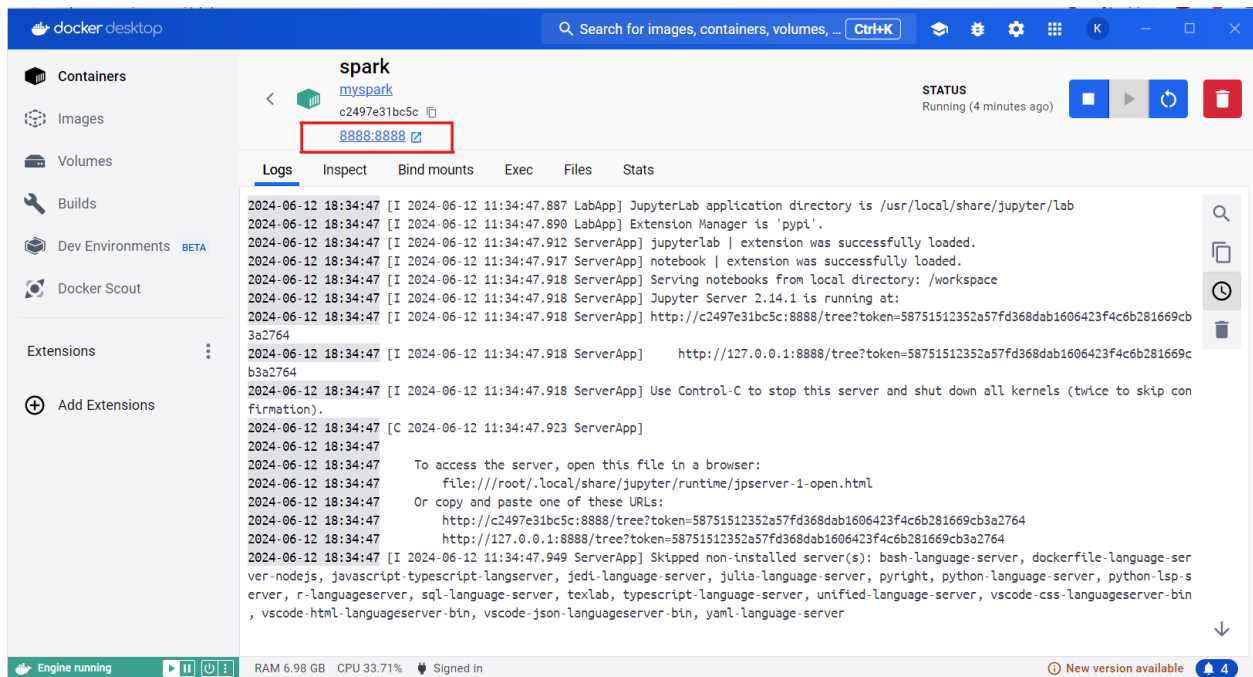 docker desktop
Search for images, containers, volumes, ... Ctrl+K
K
Containers
Images
Volumes
Builds
Dev Environments BETA
Docker Scout
Extensions
Add Extensions
spark
myspark
c2497e31bc5c
8888:8888
STATUS
Running (4 minutes ago)
Logs Inspect Bind mounts Exec Files Stats
2024-06-12 18:34:47 [I 2024-06-12 11:34:47.887 LabApp] JupyterLab application directory is /usr/local/share/jupyter/lab
2024-06-12 18:34:47 [I 2024-06-12 11:34:47.890 LabApp] Extension Manager is 'pypi'.
2024-06-12 18:34:47 [I 2024-06-12 11:34:47.912 ServerApp] jupyterlab | extension was successfully loaded.
2024-06-12 18:34:47 [I 2024-06-12 11:34:47.917 ServerApp] notebook | extension was successfully loaded.
2024-06-12 18:34:47 [I 2024-06-12 11:34:47.918 ServerApp] Serving notebooks from local directory: /workspace
2024-06-12 18:34:47 [I 2024-06-12 11:34:47.918 ServerApp] Jupyter Server 2.14.1 is running at:
2024-06-12 18:34:47 [I 2024-06-12 11:34:47.918 ServerApp] http://c2497e31bc5c:8888/tree?token=58751512352a57fd368dab1606423f4c6b281669cb
3a2764
2024-06-12 18:34:47 [I 2024-06-12 11:34:47.918 ServerApp] http://127.0.0.1:8888/tree?token=58751512352a57fd368dab1606423f4c6b281669c
b3a2764
2024-06-12 18:34:47 [I 2024-06-12 11:34:47.918 ServerApp] Use Control-C to stop this server and shut down all kernels (twice to skip con
firmation).
2024-06-12 18:34:47 [C 2024-06-12 11:34:47.923 ServerApp]
2024-06-12 18:34:47
2024-06-12 18:34:47 To access the server, open this file in a browser:
2024-06-12 18:34:47 file:///root/.local/share/jupyter/runtime/jpserver-1-open.html
2024-06-12 18:34:47 Or copy and paste one of these URLs:
2024-06-12 18:34:47 http://c2497e31bc5c:8888/tree?token=58751512352a57fd368dab1606423f4c6b281669cb3a2764
2024-06-12 18:34:47 http://127.0.0.1:8888/tree?token=58751512352a57fd368dab1606423f4c6b281669cb3a2764
2024-06-12 18:34:47 [I 2024-06-12 11:34:47.949 ServerApp] Skipped non-installed server(s): bash-language-server, dockerfile-language-ser
ver-nodejs, javascript-typescript-langserver, jedi-language-server, julia-language-server, pyright, python-language-server, python-lsp-s
erver, r-languageserver, sql-language-server, texlab, typescript-language-server, unified-language-server, vscode-css-languageserver-bin
, vscode-html-languageserver-bin, vscode-json-languageserver-bin, yaml-language-server
Engine running
RAM 6.98 GB CPU 33.71% Signed in
New version available 4